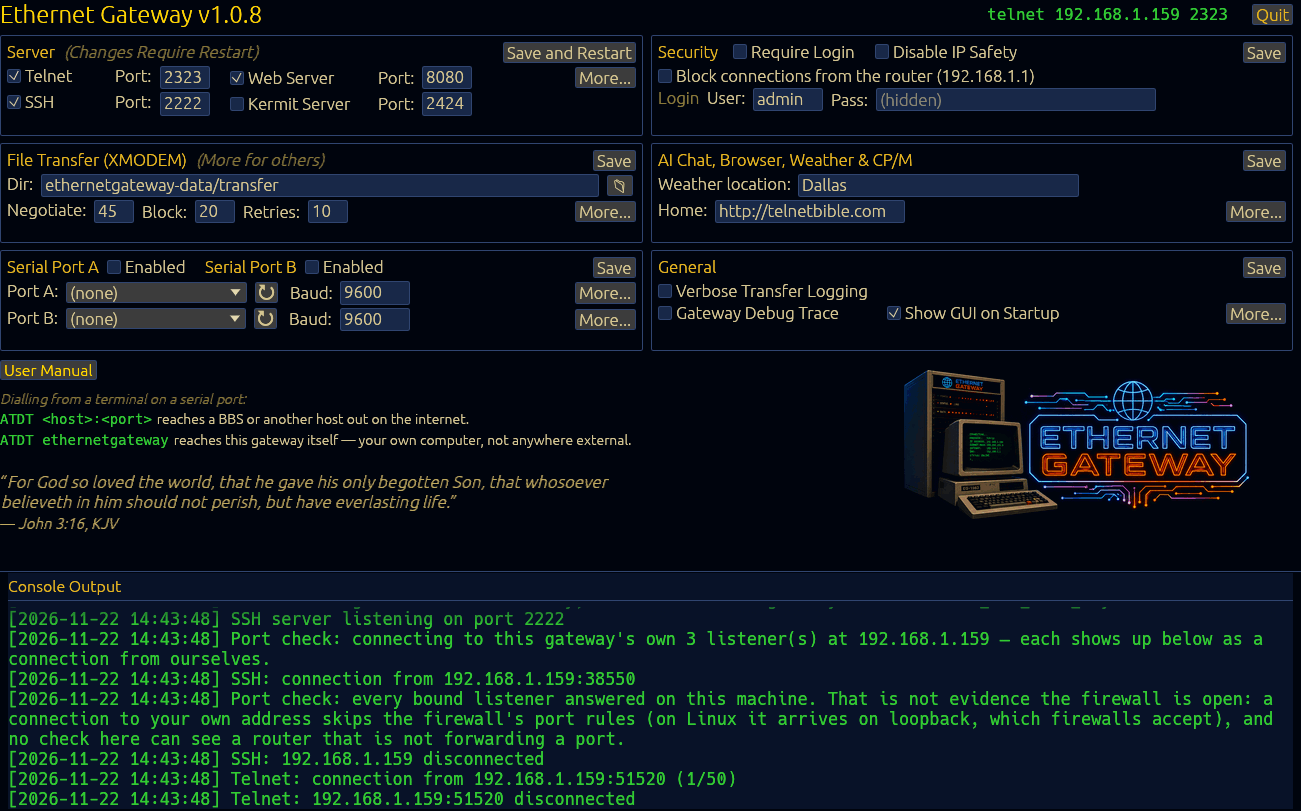 Ethernet Gateway v1.0.8
telnet 192.168.1.159 2323 Quit
Server (Changes Require Restart) Save and Restart
Telnet Port: 2323 Web Server Port: 8080 More...
SSH Port: 2222 Kermit Server Port: 2424
Security Require Login Disable IP Safety Save
Block connections from the router (192.168.1.1)
Login User: admin Pass: (hidden)
File Transfer (XMODEM) (More for others) Save
Dir: ethernetgateway-data/transfer
Negotiate: 45 Block: 20 Retries: 10 More...
AI Chat, Browser, Weather & CP/M Save
Weather location: Dallas
Home: http://telnetbible.com More...
Serial Port A Enabled Serial Port B Enabled Save
Port A: (none) Baud: 9600 More...
Port B: (none) Baud: 9600 More...
General Save
Verbose Transfer Logging
Gateway Debug Trace Show GUI on Startup More...
User Manual
Dialling from a terminal on a serial port:
ATDT <host>:<port> reaches a BBS or another host out on the internet.
ATDT ethernetgateway reaches this gateway itself — your own computer, not anywhere external.
“For God so loved the world, that he gave his only begotten Son, that whosoever
believeth in him should not perish, but have everlasting life.”
— John 3:16, KJV
ETHERNET
GATEWAY
ETHERNET
GATEWAY
Console Output
[2026-11-22 14:43:48] SSH server listening on port 2222
[2026-11-22 14:43:48] Port check: connecting to this gateway's own 3 listener(s) at 192.168.1.159 — each shows up below as a
connection from ourselves.
[2026-11-22 14:43:48] SSH: connection from 192.168.1.159:38550
[2026-11-22 14:43:48] Port check: every bound listener answered on this machine. That is not evidence the firewall is open: a
connection to your own address skips the firewall's port rules (on Linux it arrives on loopback, which firewalls accept), and
no check here can see a router that is not forwarding a port.
[2026-11-22 14:43:48] SSH: 192.168.1.159 disconnected
[2026-11-22 14:43:48] Telnet: connection from 192.168.1.159:51520 (1/50)
[2026-11-22 14:43:48] Telnet: 192.168.1.159:51520 disconnected